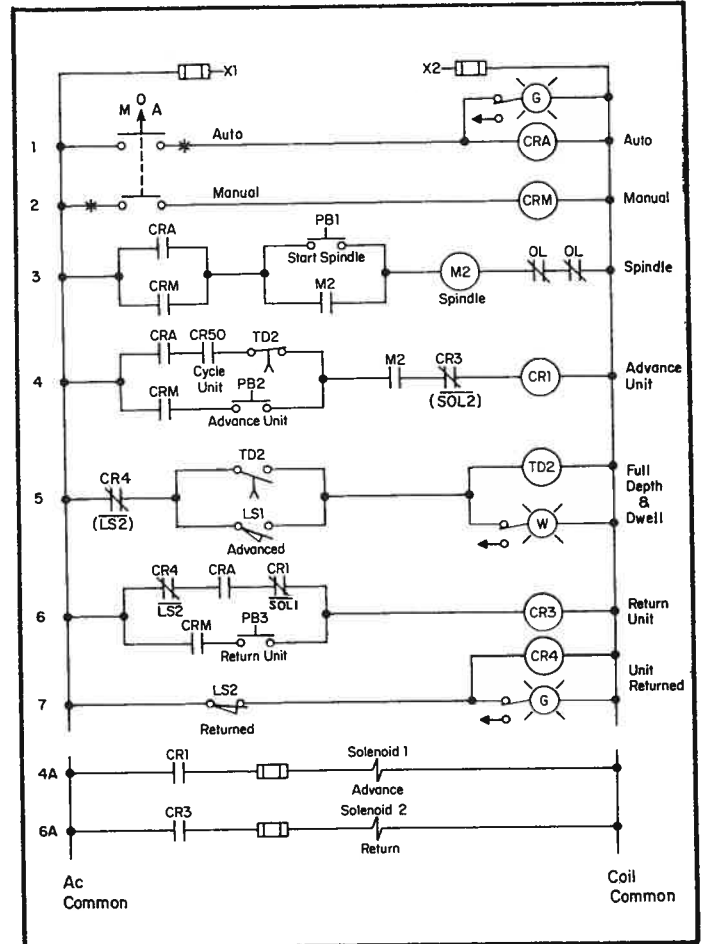 X1
X2
G
M O A
1
Auto
CRA
Auto
2
Manual
CRM
Manual
CRA
PB1
Start Spindle
3
CRM
M2
M2
Spindle
OL OL
Spindle
CRA CR50 TD2
Cycle
Unit
4
CRM
PB2
Advance Unit
M2
CR3
(SOL2)
CR1
Advance
Unit
TD2
TD2
CR4
5
(LS2)
LS1
Advanced
W
Full
Depth
&
Dwell
CR4 CRA CR1
LS2
SOL1
6
CRM
PB3
Return Unit
CR3
Return
Unit
CR4
Unit
Returned
7
LS2
Returned
G
4A
CR1
Solenoid 1
Advance
6A
CR3
Solenoid 2
Return
Ac
Common
Coil
Common